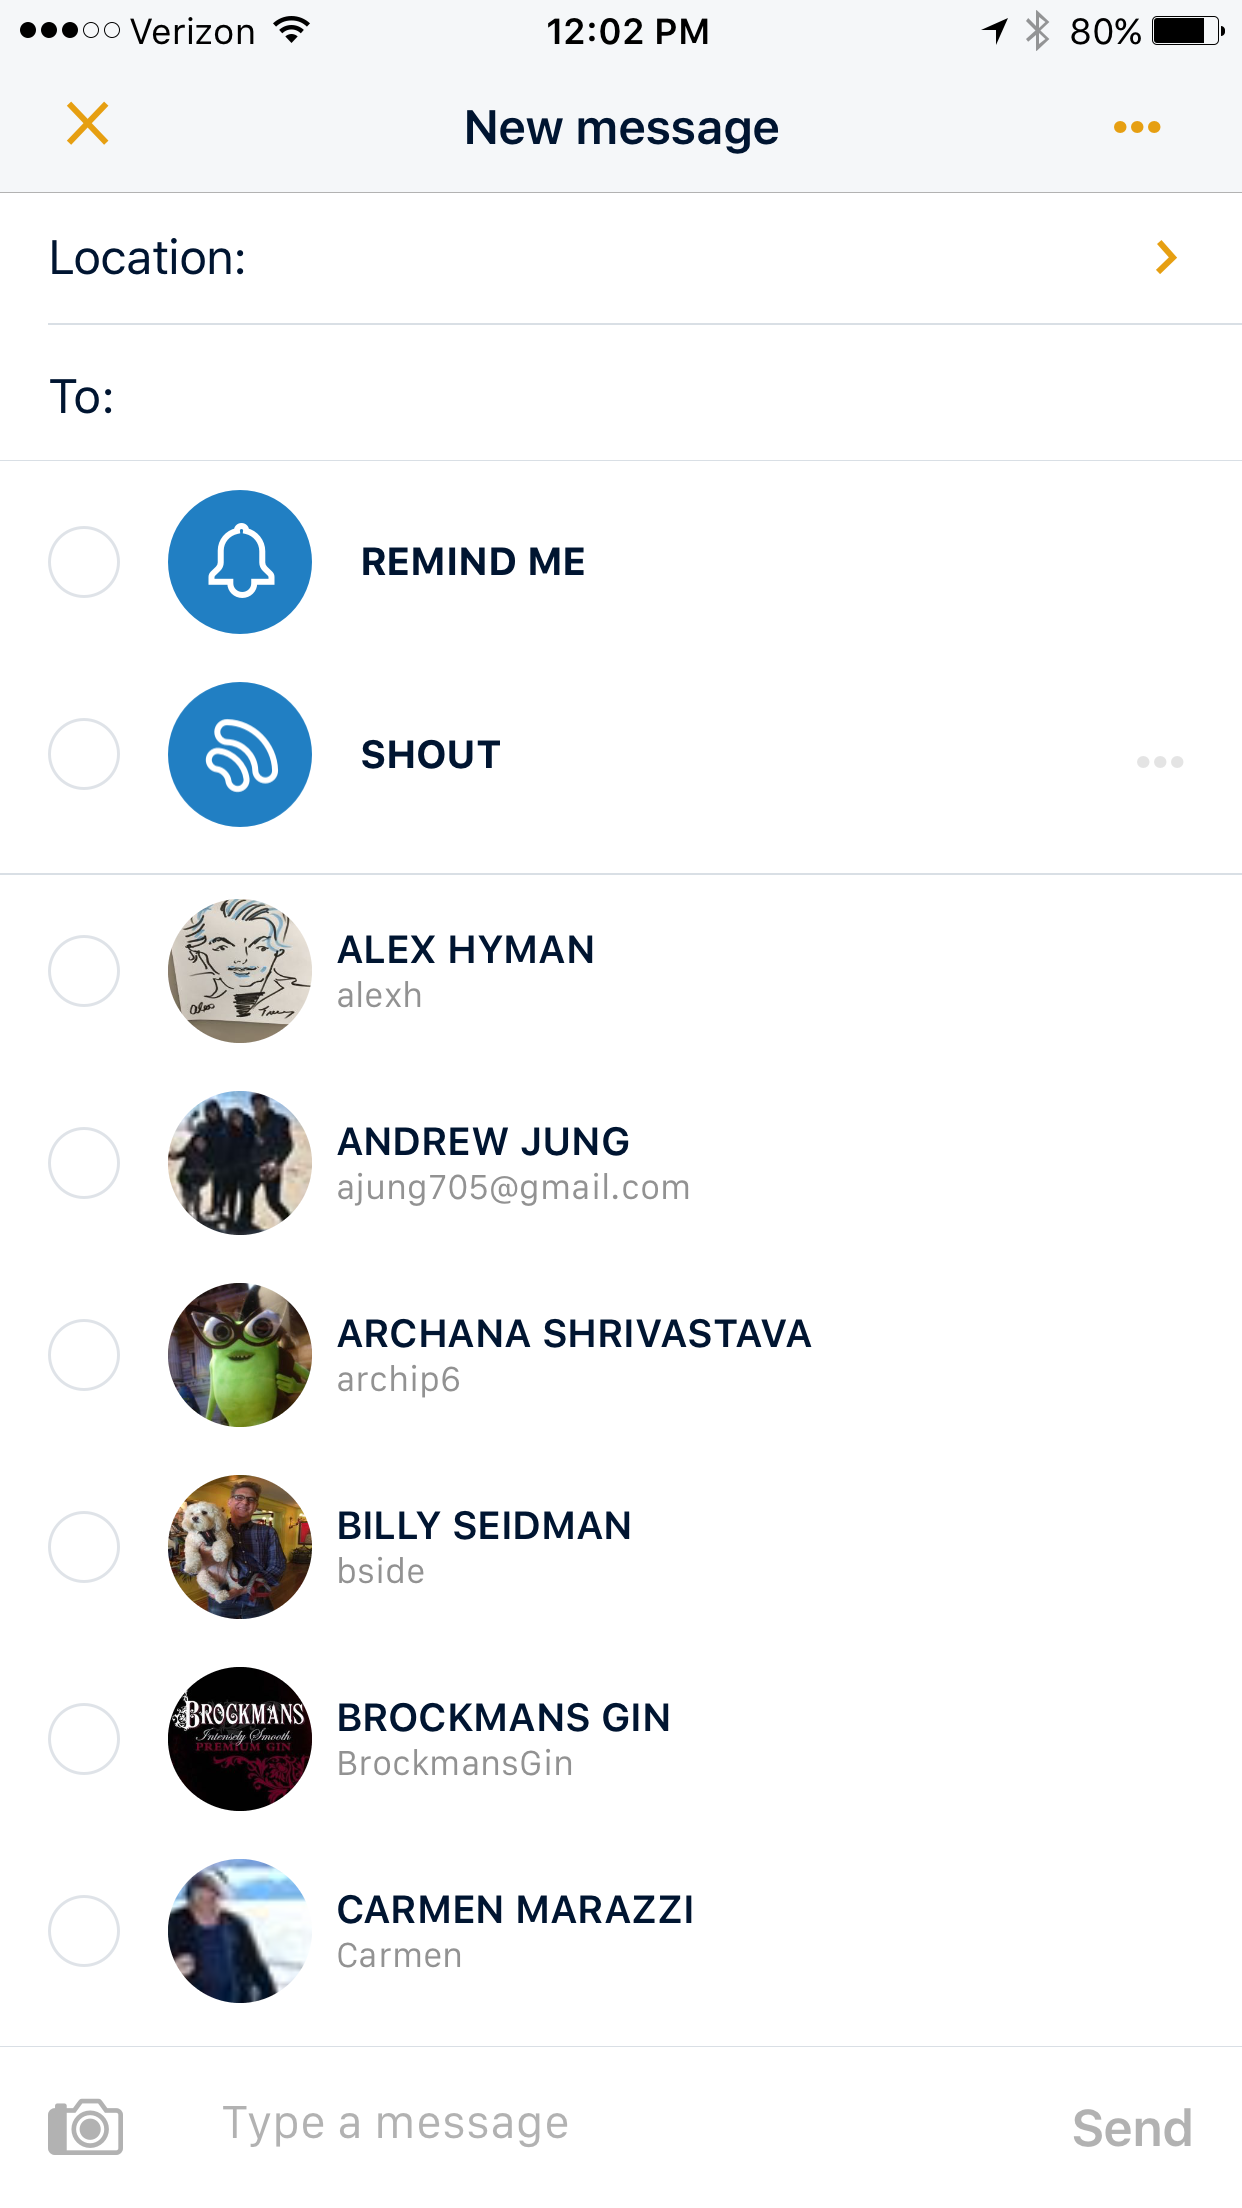 Verizon 12:02 PM 80%
New message
Location:
To:
REMIND ME
SHOUT
ALEX HYMAN
alexh
ANDREW JUNG
ajung705@gmail.com
ARCHANA SHRIVASTAVA
archip6
BILLY SEIDMAN
bside
BROCKMANS
Intensely Smooth
PREMIUM GIN
BROCKMANS GIN
BrockmansGin
CARMEN MARAZZI
Carmen
Type a message Send